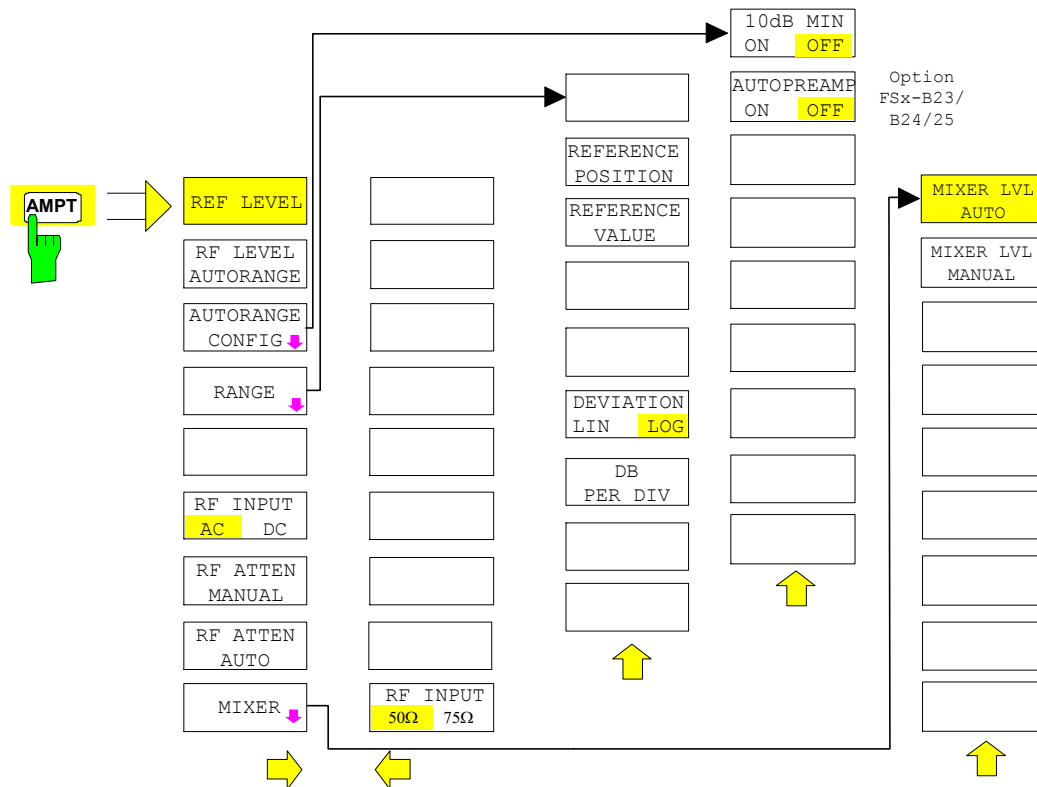 AMPT
REF LEVEL
RF LEVEL
AUTORANGE
AUTORANGE
CONFIG
RANGE
RF INPUT
AC DC
RF ATTEN
MANUAL
RF ATTEN
AUTO
MIXER
RF INPUT
50Ω 75Ω
REFERENCE
POSITION
REFERENCE
VALUE
DEVIATION
LIN LOG
DB
PER DIV
10dB MIN
ON OFF
AUTOPREAMP
ON OFF
Option
FSx-B23/
B24/25
MIXER LVL
AUTO
MIXER LVL
MANUAL